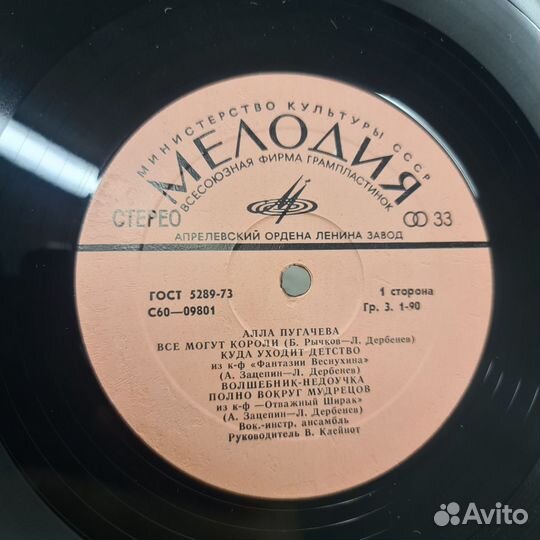 МИНИСТЕРСТВО КУЛЬТУРЫ СССР
МЕЛОДИЯ
ВСЕСОЮЗНАЯ ФИРМА ГРАМПЛАСТИНОК
СТЕРЕО 33
АПРЕЛЕВСКИЙ ОРДЕНА ЛЕНИНА ЗАВОД
ГОСТ 5289-73 1 сторона
С60—09801 Гр. 3. 1-90
АЛЛА ПУГАЧЕВА
ВСЕ МОГУТ КОРОЛИ (Б. Рычков—Л. Дербенев)
КУДА УХОДИТ ДЕТСТВО
из к-ф «Фантазии Веснухина»
(А. Зацепин—Л. Дербенев)
ВОЛШЕБНИК-НЕДОУЧКА
ПОЛНО ВОКРУГ МУДРЕЦОВ
из к-ф —Отважный Ширак»
(А. Зацепин—Л. Дербенев)
Вок.-инстр. ансамбль
Руководитель В. Клейнот
Avito